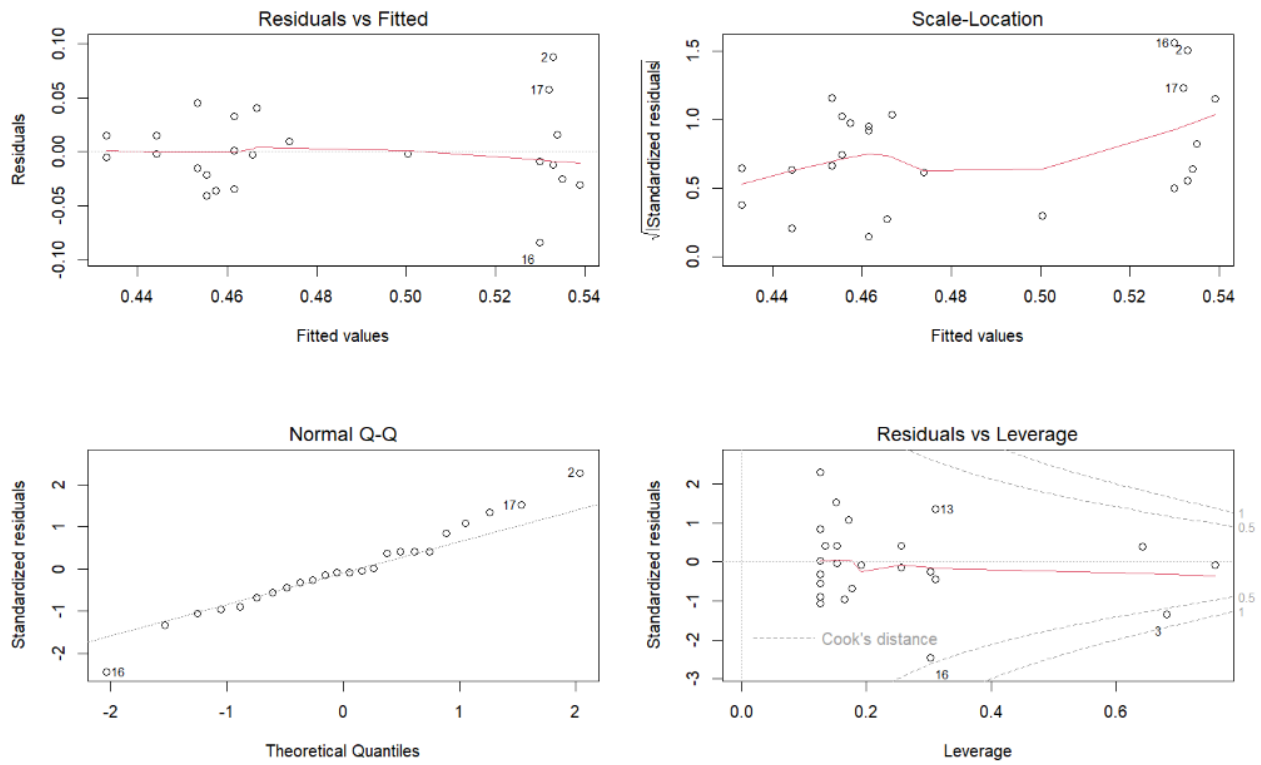 Residuals vs Fitted
Residuals
0.10
0.05
0.00
-0.05
-0.10
2
17
16
0.44 0.46 0.48 0.50 0.52 0.54
Fitted values
Scale-Location
√|Standardized residuals|
1.5
1.0
0.5
0.0
16
2
17
0.44 0.46 0.48 0.50 0.52 0.54
Fitted values
Normal Q-Q
Standardized residuals
2
1
0
-1
-2
2
17
16
-2 -1 0 1 2
Theoretical Quantiles
Residuals vs Leverage
Standardized residuals
2
1
0
-1
-2
-3
13
1
0.5
0.5
1
Cook's distance
3
16
0.0 0.2 0.4 0.6
Leverage